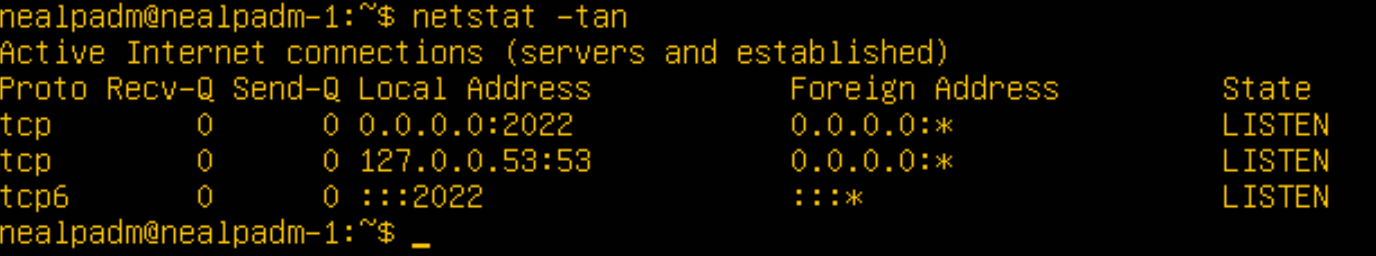 nealpadm@nealpadm-1:~$ netstat -tan
Active Internet connections (servers and established)
Proto Recv-Q Send-Q Local Address           Foreign Address         State
tcp        0      0 0.0.0.0:2022            0.0.0.0:*               LISTEN
tcp        0      0 127.0.0.53:53           0.0.0.0:*               LISTEN
tcp6       0      0 :::2022                 :::*                    LISTEN
nealpadm@nealpadm-1:~$ _